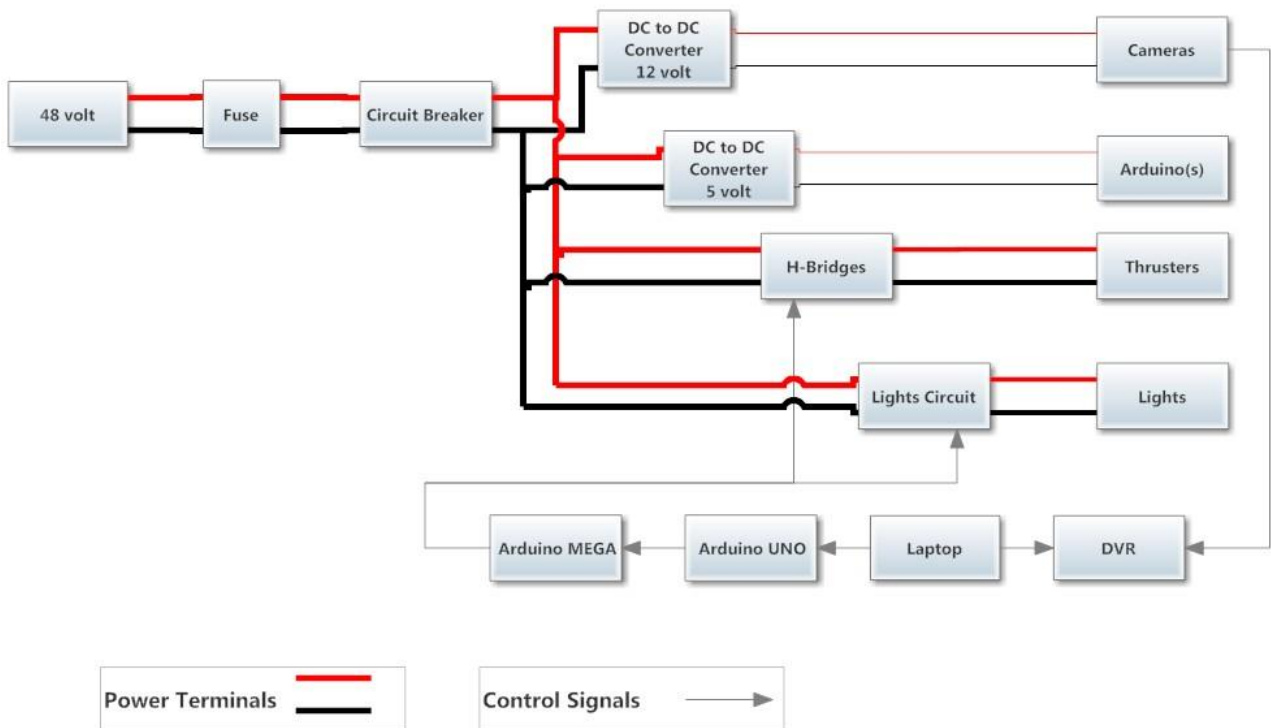 DC to DC
Converter
12 volt
Cameras
48 volt
Fuse
Circuit Breaker
DC to DC
Converter
5 volt
Arduino(s)
H-Bridges
Thrusters
Lights Circuit
Lights
Arduino MEGA
Arduino UNO
Laptop
DVR
Power Terminals
Control Signals